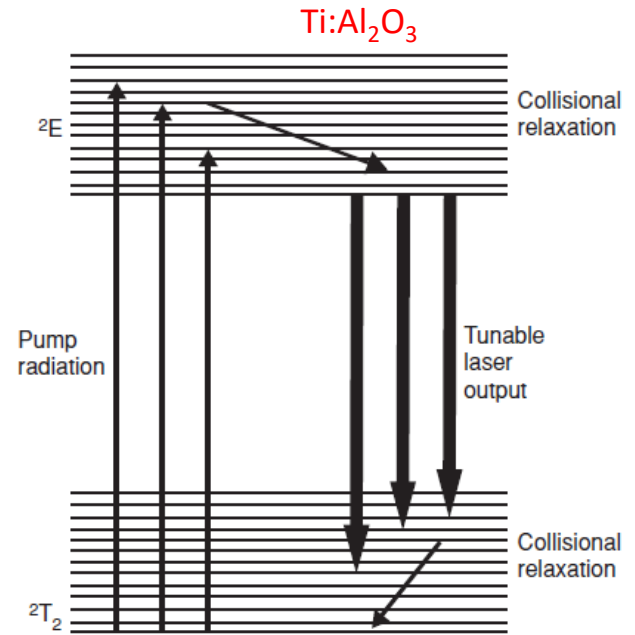 Ti:Al₂O₃
Collisional
relaxation
²E
Pump
radiation
Tunable
laser
output
Collisional
relaxation
²T₂